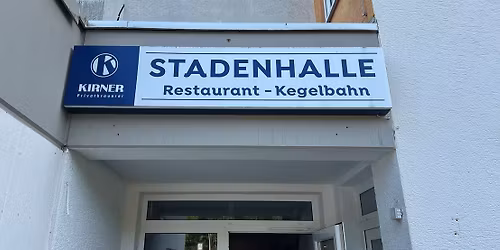 K
KIRNER
Privatbrauerei
STADENHALLE
Restaurant - Kegelbahn